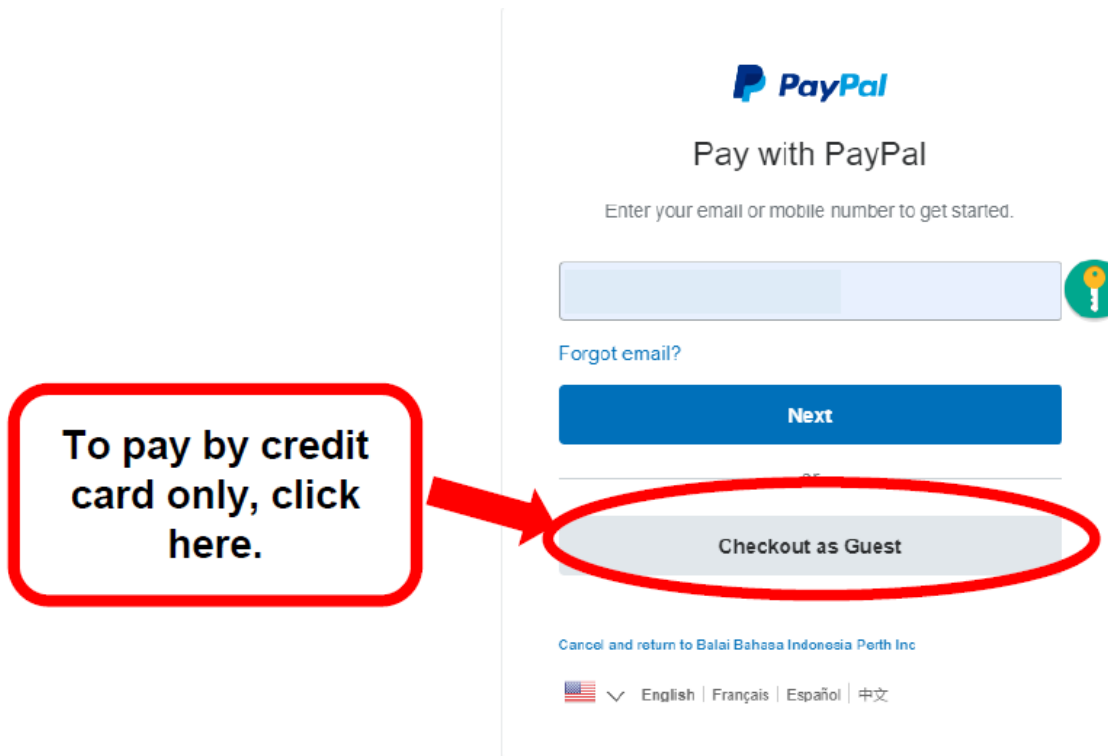 PayPal
Pay with PayPal
Enter your email or mobile number to get started.
Forgot email?
Next
or
To pay by credit
card only, click
here.
Checkout as Guest
Cancel and return to Balai Bahasa Indonesia Perth Inc
English | Français | Español | 中文